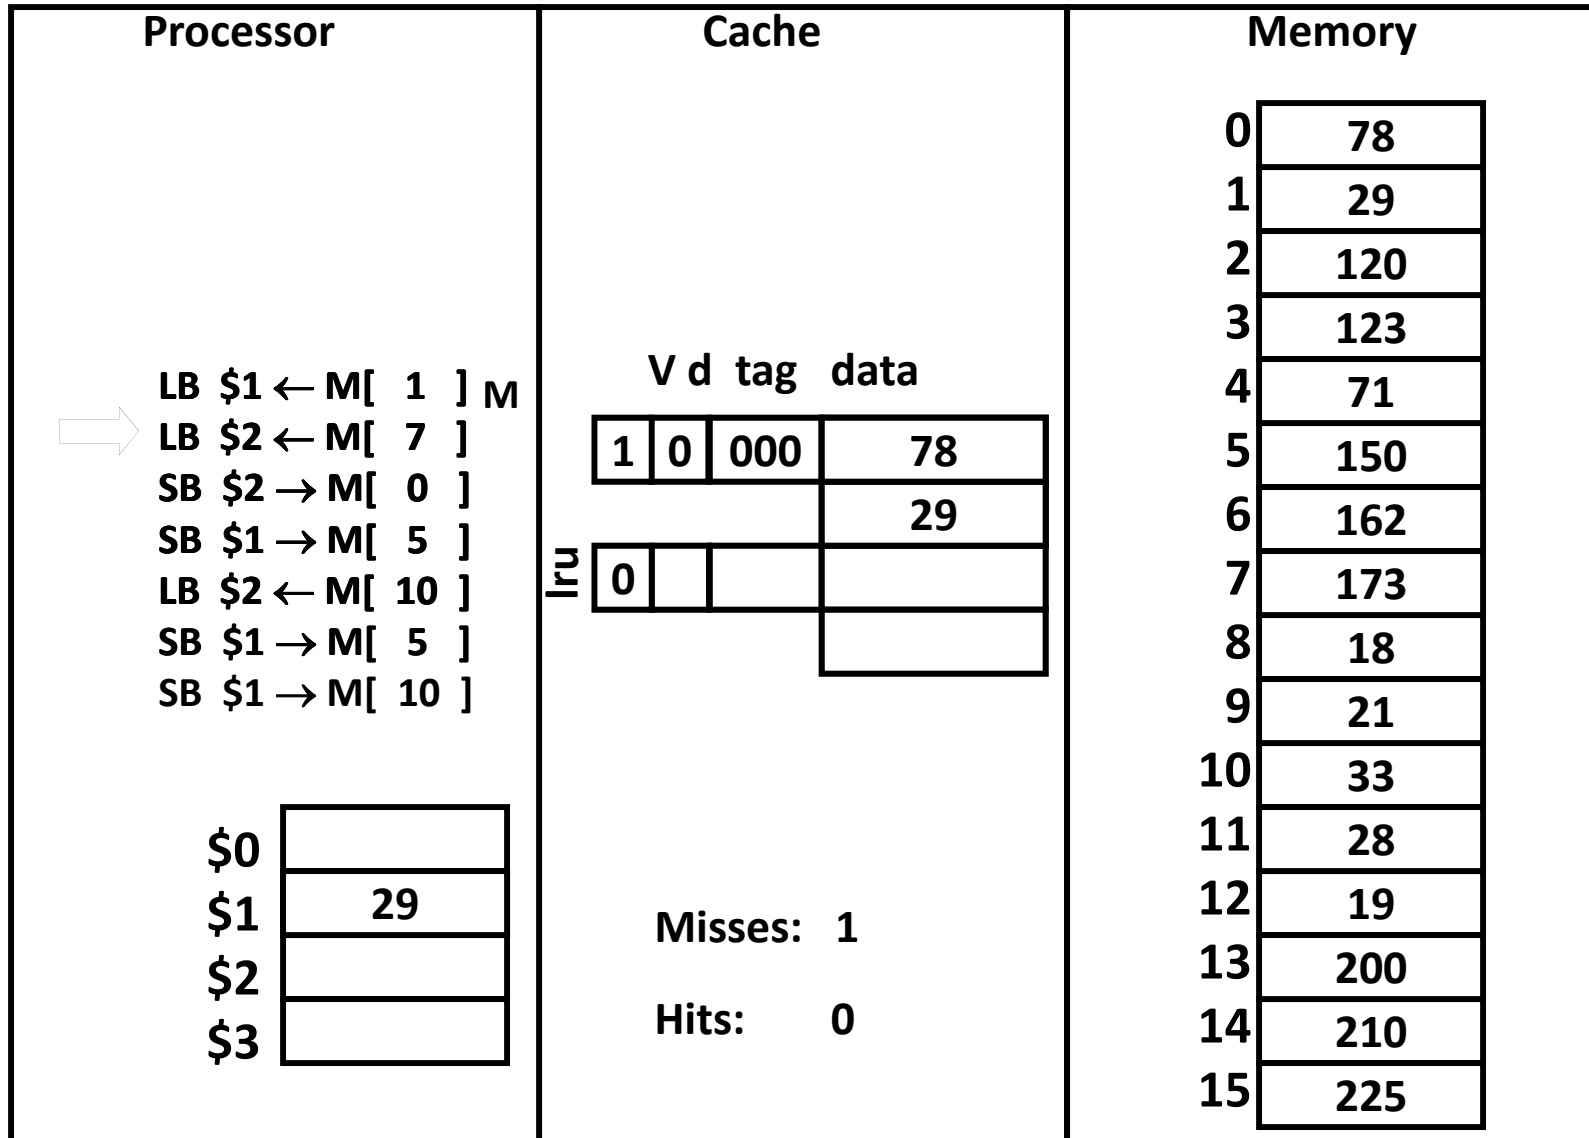 Processor
LB $1 ← M[ 1 ] M
LB $2 ← M[ 7 ]
SB $2 → M[ 0 ]
SB $1 → M[ 5 ]
LB $2 ← M[ 10 ]
SB $1 → M[ 5 ]
SB $1 → M[ 10 ]
$0
$1 29
$2
$3
Cache
V d tag data
1 0 000 78
29
lru 0
Misses: 1
Hits: 0
Memory
0 78
1 29
2 120
3 123
4 71
5 150
6 162
7 173
8 18
9 21
10 33
11 28
12 19
13 200
14 210
15 225